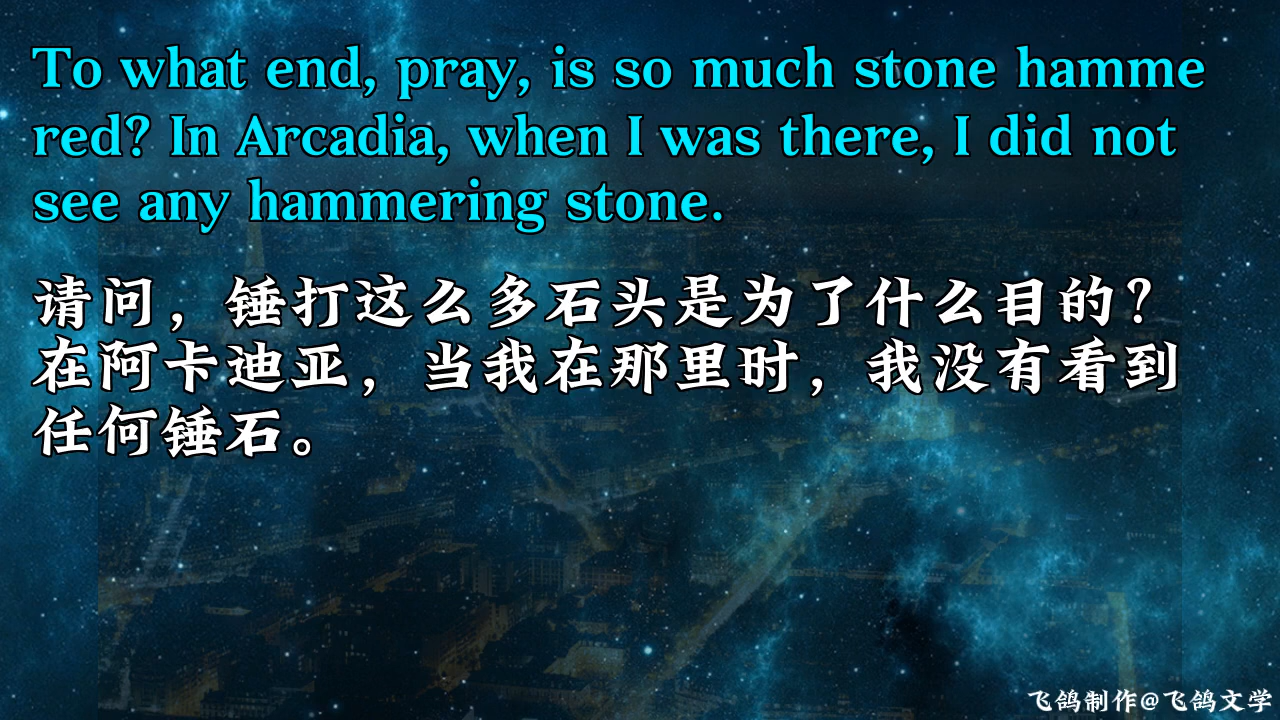 To what end, pray, is so much stone hamme
red? In Arcadia, when I was there, I did not
see any hammering stone.
请问，锤打这么多石头是为了什么目的？
在阿卡迪亚，当我在那里时，我没有看到
任何锤石。
飞鸽制作@飞鸽文学